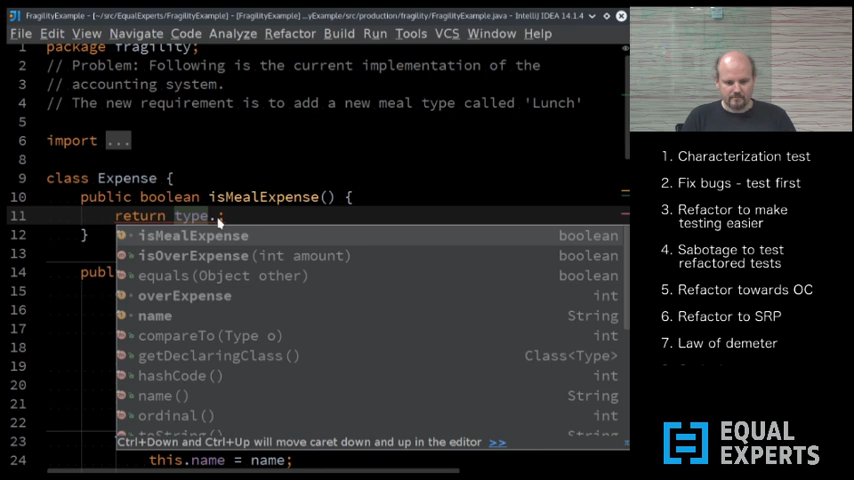 FragilityExample - [~/src/EqualExperts/FragilityExample] - [FragilityExample] ...yExample/src/production/fragility/FragilityExample.java - IntelliJ IDEA 14.1.4
File Edit View Navigate Code Analyze Refactor Build Run Tools VCS Window Help
1 package fragility;
2 // Problem: Following is the current implementation of the
3 // accounting system.
4 // The new requirement is to add a new meal type called 'Lunch'
5
6 import ...
8
9 class Expense {
10 public boolean isMealExpense() {
11 return type.;
isMealExpense boolean
12 }
isOverExpense(int amount) boolean
13
14 publ
equals(Object other) boolean
15
overExpense int
16
name String
17
compareTo(Type o) int
18
getDeclaringClass() Class<Type>
19
hashCode() int
20
name() String
21
ordinal() int
22
toString() String
23
Ctrl+Down and Ctrl+Up will move caret down and up in the editor >>
24 this.name = name;
1. Characterization test
2. Fix bugs - test first
3. Refactor to make
testing easier
4. Sabotage to test
refactored tests
5. Refactor towards OC
6. Refactor to SRP
7. Law of demeter
EQUAL
EXPERTS